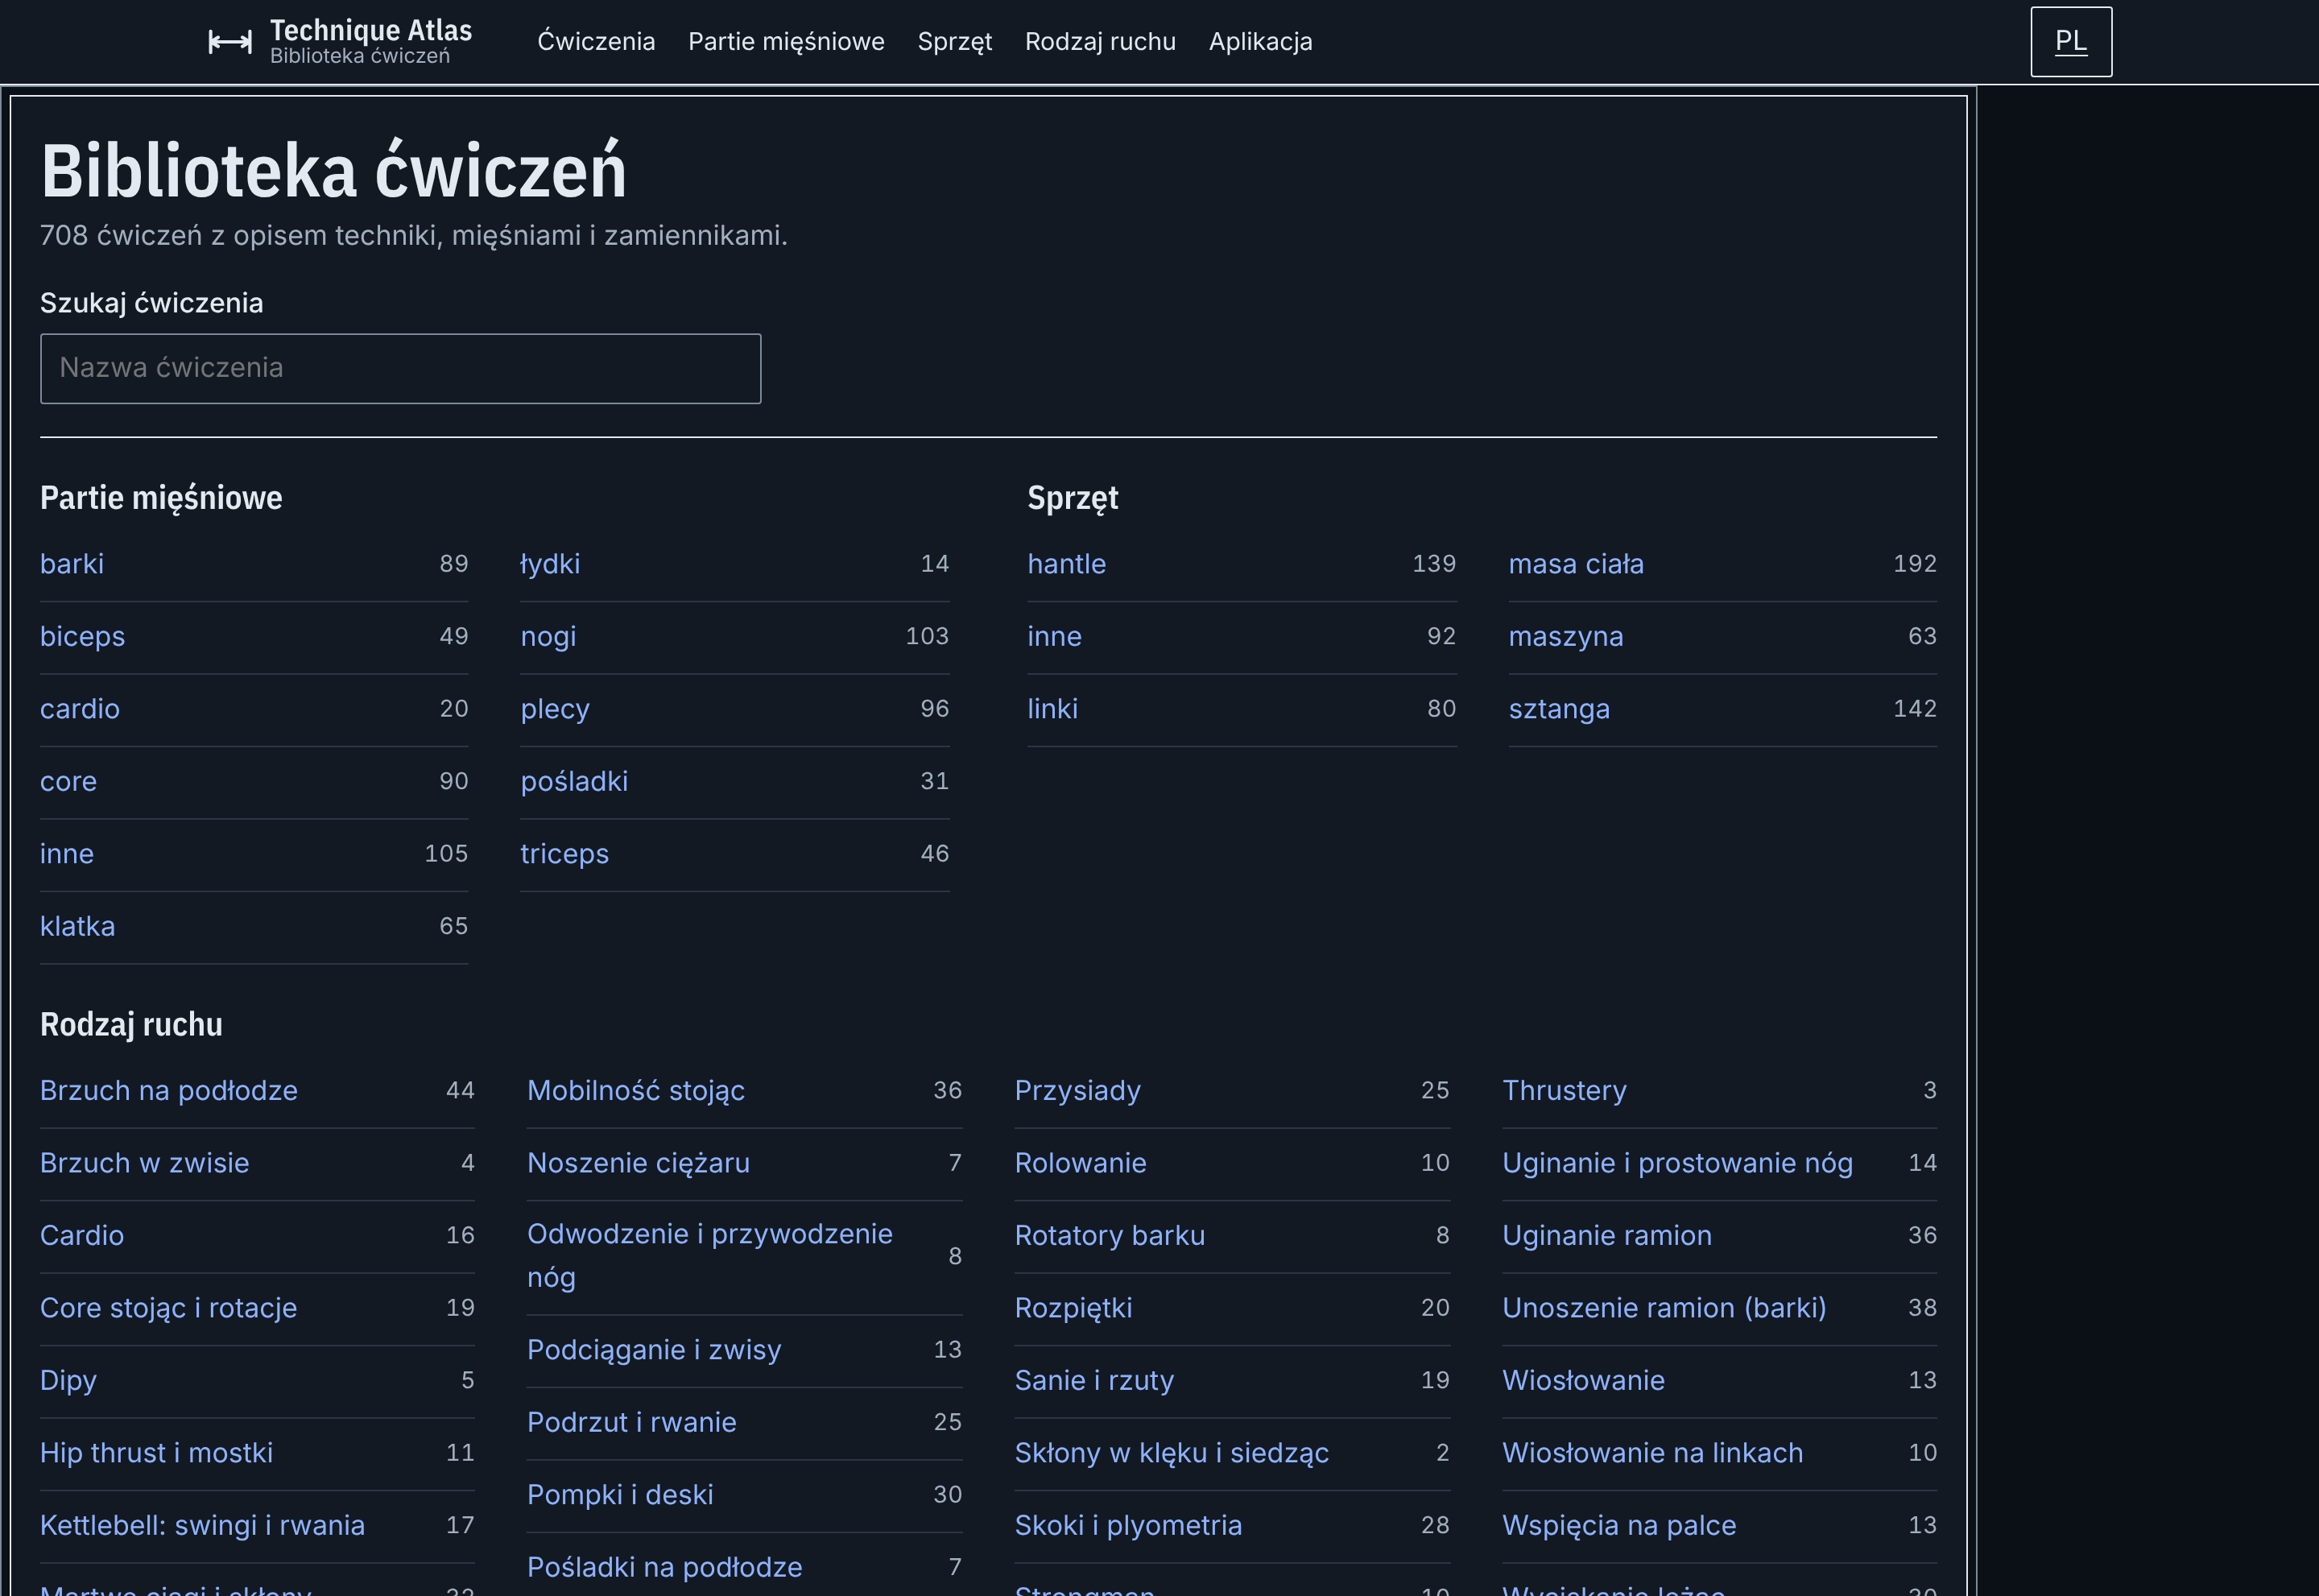 Technique Atlas
Biblioteka ćwiczeń
Ćwiczenia
Partie mięśniowe
Sprzęt
Rodzaj ruchu
Aplikacja
PL
Biblioteka ćwiczeń
708 ćwiczeń z opisem techniki, mięśniami i zamiennikami.
Szukaj ćwiczenia
Nazwa ćwiczenia
Partie mięśniowe
barki 89
biceps 49
cardio 20
core 90
inne 105
klatka 65
łydki 14
nogi 103
plecy 96
pośladki 31
triceps 46
Sprzęt
hantle 139
inne 92
linki 80
masa ciała 192
maszyna 63
sztanga 142
Rodzaj ruchu
Brzuch na podłodze 44
Brzuch w zwisie 4
Cardio 16
Core stojąc i rotacje 19
Dipy 5
Hip thrust i mostki 11
Kettlebell: swingi i rwania 17
Mobilność stojąc 36
Noszenie ciężaru 7
Odwodzenie i przywodzenie
nóg 8
Podciąganie i zwisy 13
Podrzut i rwanie 25
Pompki i deski 30
Pośladki na podłodze 7
Przysiady 25
Rolowanie 10
Rotatory barku 8
Rozpiętki 20
Sanie i rzuty 19
Skłony w klęku i siedząc 2
Skoki i plyometria 28
Thrustery 3
Uginanie i prostowanie nóg 14
Uginanie ramion 36
Unoszenie ramion (barki) 38
Wiosłowanie 13
Wiosłowanie na linkach 10
Wspięcia na palce 13